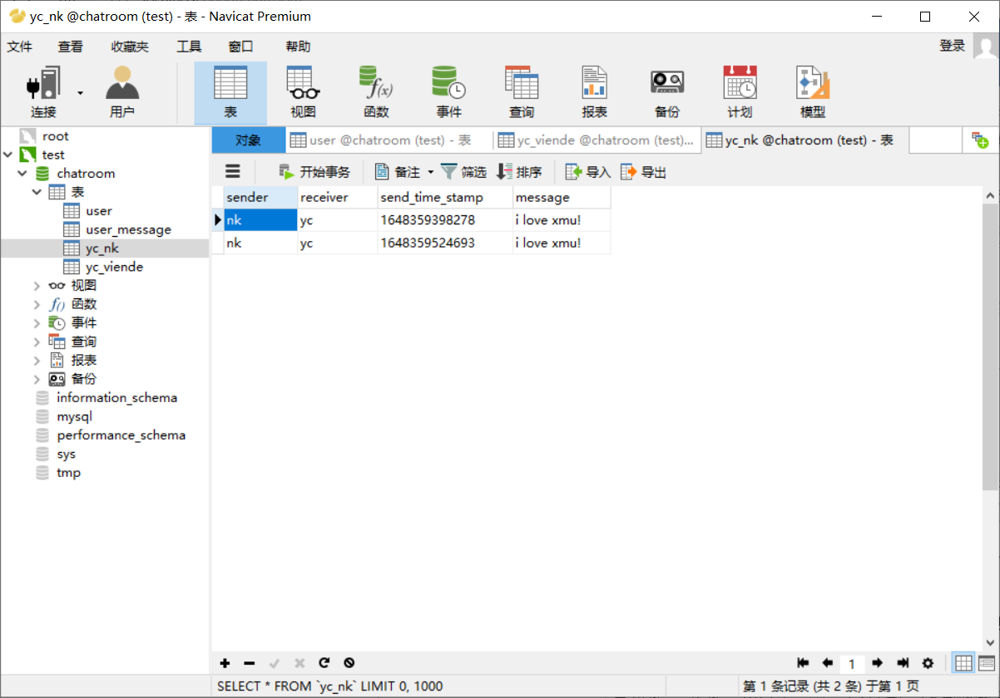 yc_nk @chatroom (test) - 表 - Navicat Premium
文件 查看 收藏夹 工具 窗口 帮助 登录
连接 用户 表 视图 函数 事件 查询 报表 备份 计划 模型
root
test
chatroom
表
user
user_message
yc_nk
yc_viende
视图
函数
事件
查询
报表
备份
information_schema
mysql
performance_schema
sys
tmp
对象 user @chatroom (test) - 表 yc_viende @chatroom (test)... yc_nk @chatroom (test) - 表
开始事务 备注 筛选 排序 导入 导出
sender receiver send_time_stamp message
nk yc 1648359398278 i love xmu!
nk yc 1648359524693 i love xmu!
1
SELECT * FROM `yc_nk` LIMIT 0, 1000 第 1 条记录 (共 2 条) 于第 1 页